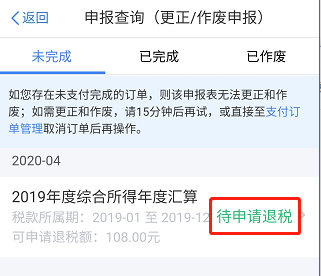 返回 申报查询（更正/作废申报）
未完成 已完成 已作废
如您存在未支付完成的订单，则该申报表无法更正和作
废；如需更正和作废，请15分钟后再试，或直接至支付订
单管理取消订单后再操作。
2020-04
2019年度综合所得年度汇算
税款所属期：2019-01 至 2019-12 待申请退税
可申请退税额：108.00元